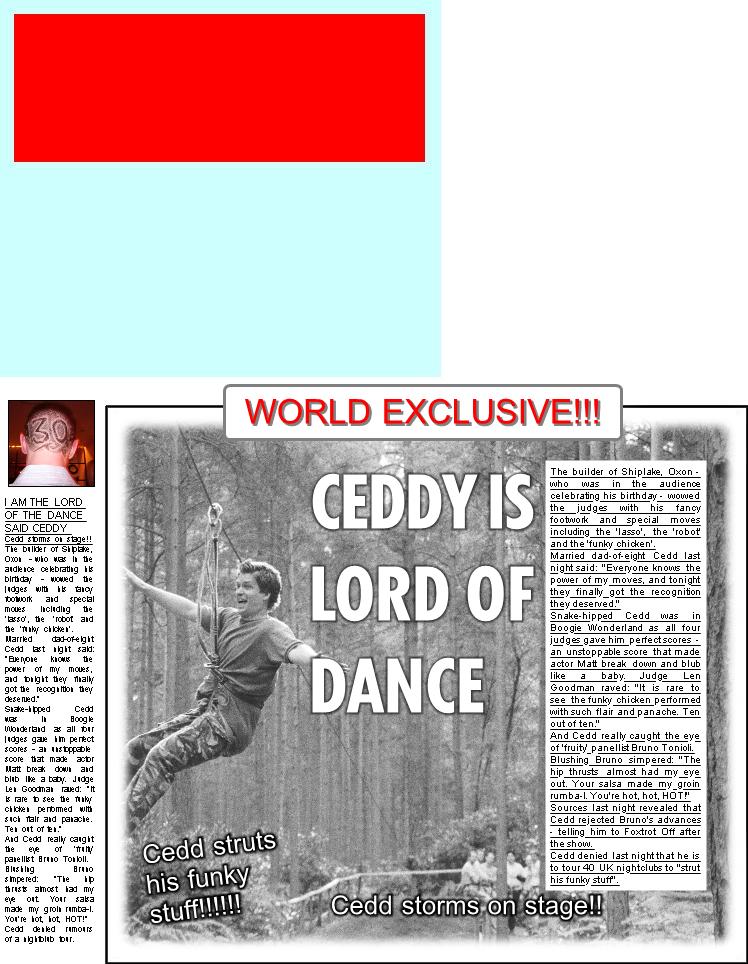 WORLD EXCLUSIVE!!!
CEDDY IS
LORD OF
DANCE
I AM THE LORD
OF THE DANCE
SAID CEDDY
Cedd storms on stage!!
The builder of Shiplake,
Oxon - who was in the
audience celebrating his
birthday - wowed the
judges with his fancy
footwork and special
moves including the
'lasso', the 'robot' and
the 'funky chicken'.
Married dad-of-eight
Cedd last night said:
"Everyone knows the
power of my moves,
and tonight they finally
got the recognition they
deserved."
Snake-hipped Cedd
was in Boogie
Wonderland as all four
judges gave him perfect
scores - an unstoppable
score that made actor
Matt break down and
blub like a baby. Judge
Len Goodman raved: "It
is rare to see the funky
chicken performed with
such flair and panache.
Ten out of ten."
And Cedd really caught
the eye of 'fruity'
panellist Bruno Tonioli.
Blushing Bruno
simpered: "The hip
thrusts almost had my
eye out. Your salsa
made my groin rumba-l.
You're hot, hot, HOT!"
Cedd denied rumours
of a nightclub tour.
The builder of Shiplake, Oxon -
who was in the audience
celebrating his birthday - wowed
the judges with his fancy
footwork and special moves
including the 'lasso', the 'robot'
and the 'funky chicken'.
Married dad-of-eight Cedd last
night said: "Everyone knows the
power of my moves, and tonight
they finally got the recognition
they deserved."
Snake-hipped Cedd was in
Boogie Wonderland as all four
judges gave him perfect scores -
an unstoppable score that made
actor Matt break down and blub
like a baby. Judge Len
Goodman raved: "It is rare to
see the funky chicken performed
with such flair and panache. Ten
out of ten."
And Cedd really caught the eye
of 'fruity' panellist Bruno Tonioli.
Blushing Bruno simpered: "The
hip thrusts almost had my eye
out. Your salsa made my groin
rumba-l. You're hot, hot, HOT!"
Sources last night revealed that
Cedd rejected Bruno's advances
- telling him to Foxtrot Off after
the show.
Cedd denied last night that he is
to tour 40 UK nightclubs to "strut
his funky stuff".
Cedd struts
his funky
stuff!!!!!!
Cedd storms on stage!!
30